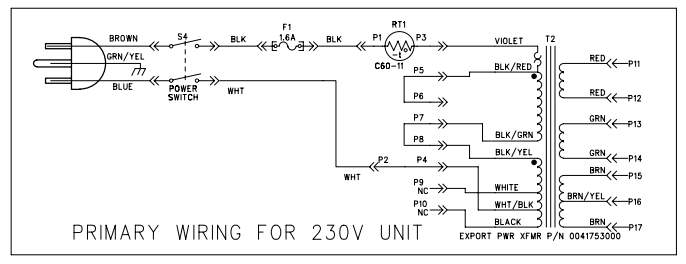 F1
RT1
BROWN S4 BLK 1.6A BLK P1 P3 VIOLET T2
-t
GRN/YEL C60-11 P5 BLK/RED RED P11
BLUE POWER SWITCH WHT
P6 RED P12
P7 BLK/GRN GRN P13
P8 BLK/YEL
P2 P4 GRN P14
WHT BRN P15
P9 NC WHITE BRN/YEL P16
WHT/BLK
P10 NC BLACK BRN P17
PRIMARY WIRING FOR 230V UNIT
EXPORT PWR XFMR P/N 0041753000